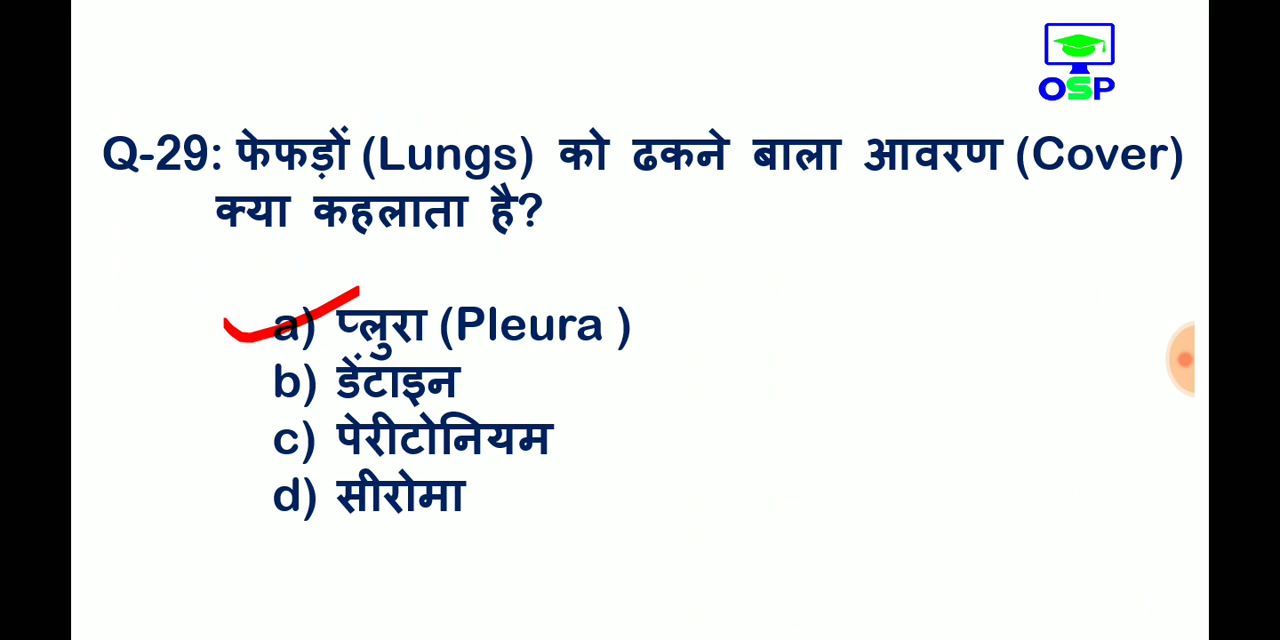 OSP
Q-29: फेफड़ों (Lungs) को ढकने बाला आवरण (Cover)
क्या कहलाता है?
a) प्लुरा (Pleura )
b) डेंटाइन
c) पेरीटोनियम
d) सीरोमा